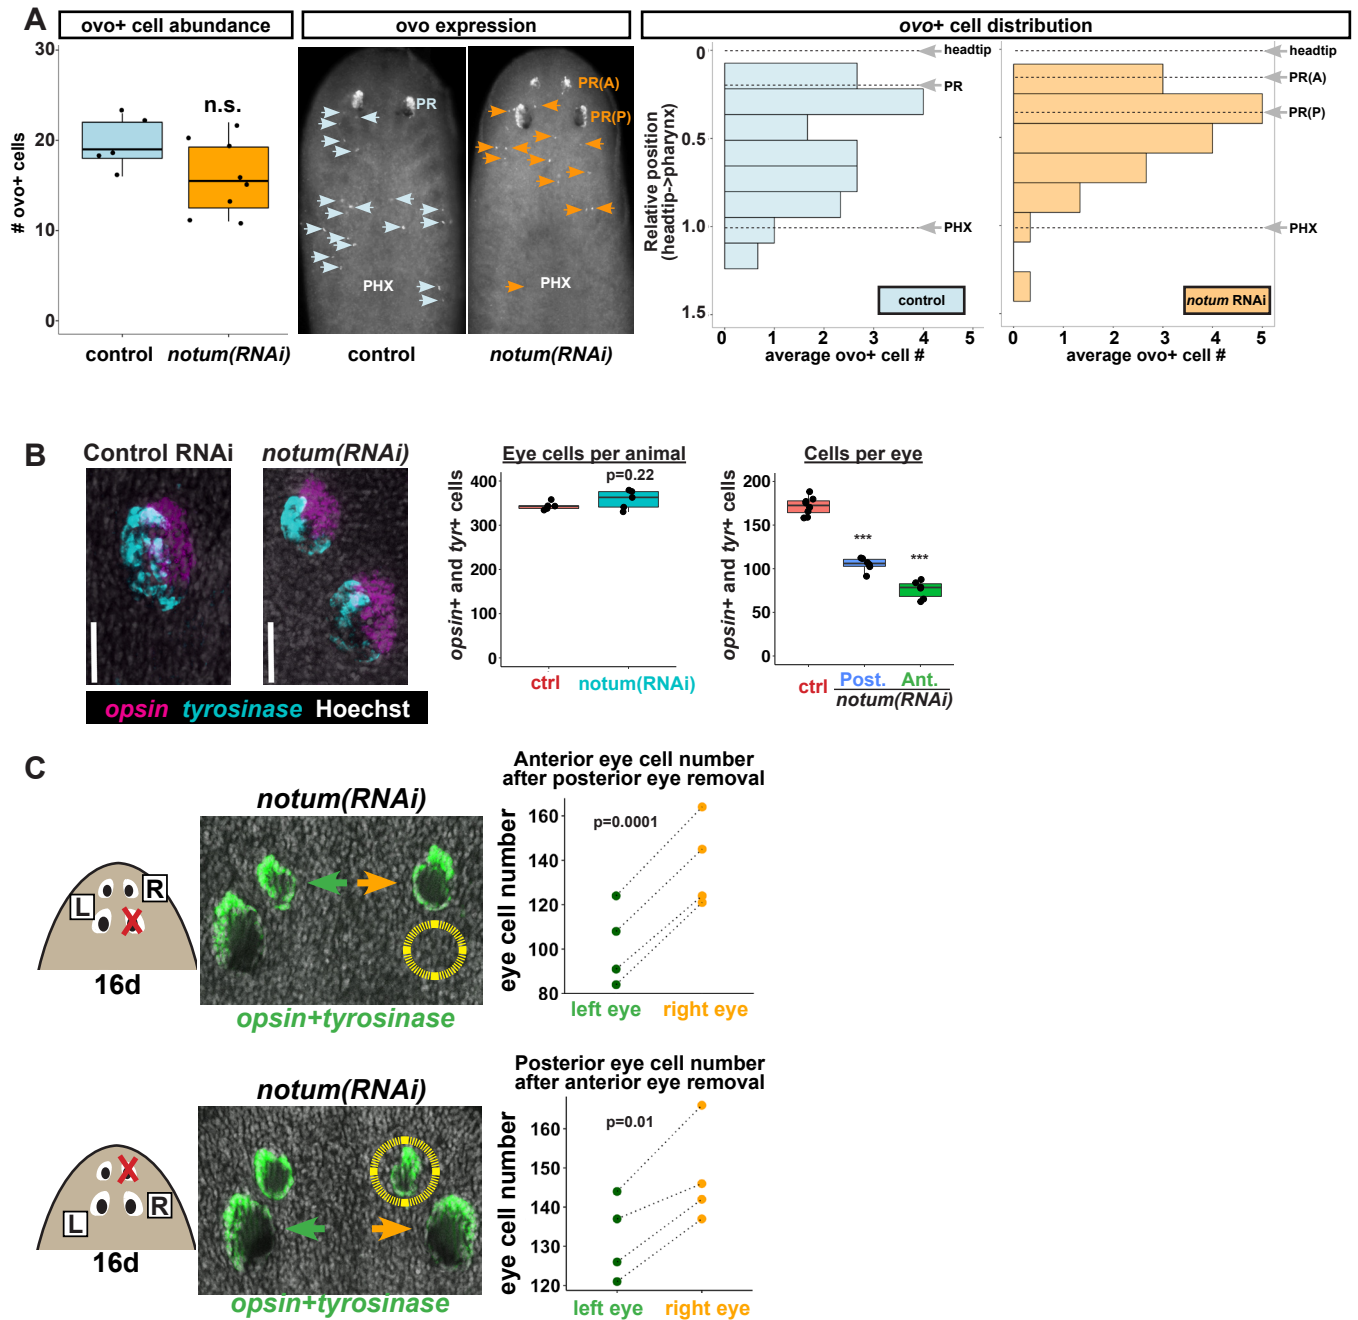 A
ovo+ cell abundance
ovo expression
ovo+ cell distribution
# ovo+ cells
30
20
10
0
n.s.
control
notum(RNAi)
PR
PHX
control
PR(A)
PR(P)
PHX
notum(RNAi)
Relative position
(headtip->pharynx)
0
0.5
1.0
1.5
headtip
PR
PHX
control
0 1 2 3 4 5
average ovo+ cell #
headtip
PR(A)
PR(P)
PHX
notum RNAi
0 1 2 3 4 5
average ovo+ cell #
B
Control RNAi
notum(RNAi)
opsin tyrosinase Hoechst
Eye cells per animal
p=0.22
opsin+ and tyr+ cells
400
300
200
100
0
ctrl
notum(RNAi)
Cells per eye
opsin+ and tyr+ cells
200
150
100
50
0
***
***
ctrl
Post.
Ant.
notum(RNAi)
C
L
R
X
16d
notum(RNAi)
opsin+tyrosinase
Anterior eye cell number
after posterior eye removal
p=0.0001
eye cell number
160
140
120
100
80
left eye
right eye
X
L
R
16d
notum(RNAi)
opsin+tyrosinase
Posterior eye cell number
after anterior eye removal
p=0.01
eye cell number
160
150
140
130
120
left eye
right eye